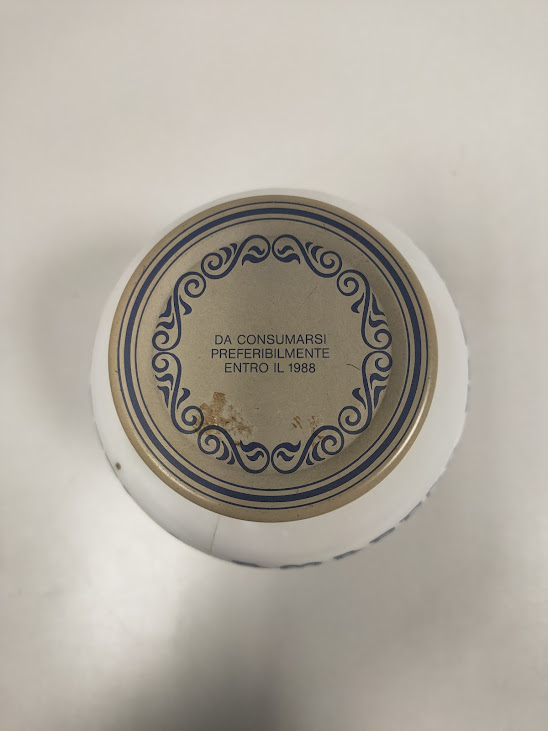 DA CONSUMARSI
PREFERIBILMENTE
ENTRO IL 1988